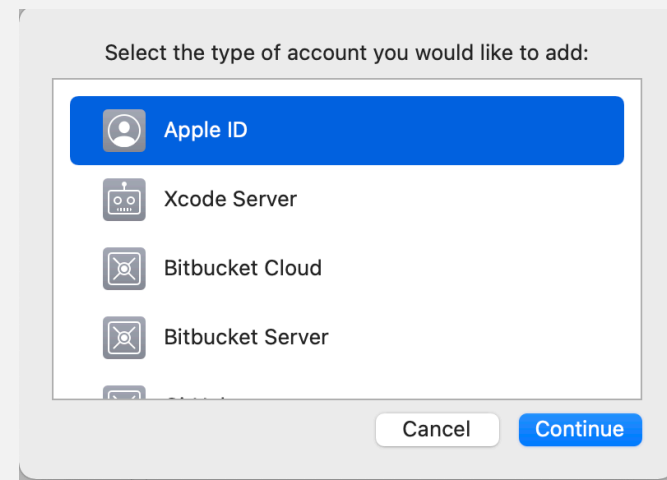 Select the type of account you would like to add:
Apple ID
Xcode Server
Bitbucket Cloud
Bitbucket Server
Cancel
Continue